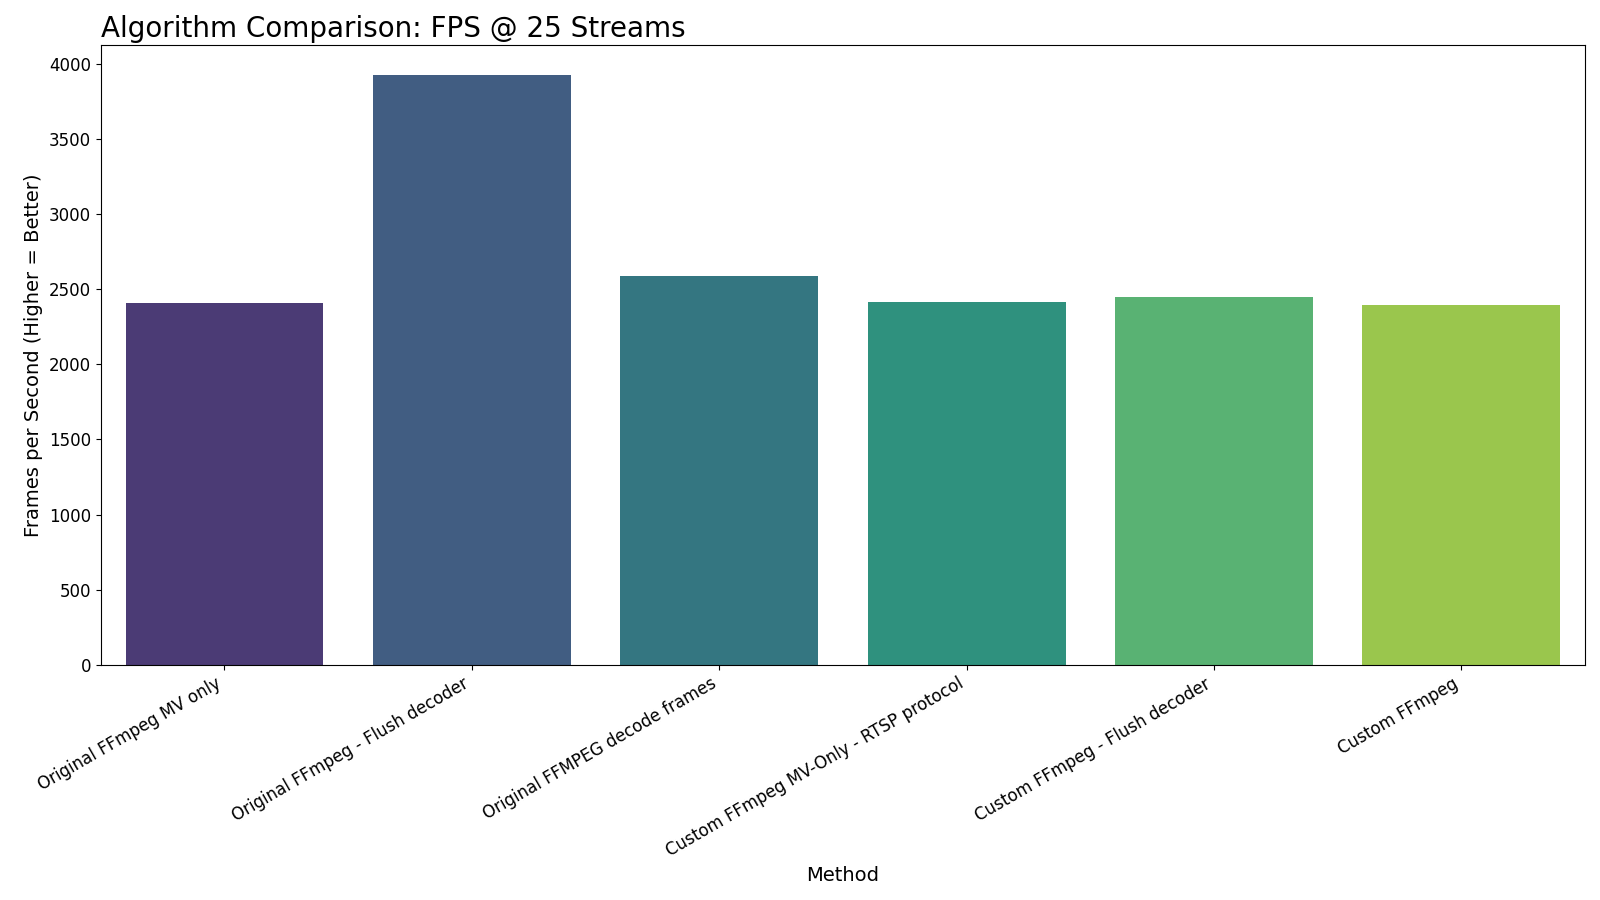 Algorithm Comparison: FPS @ 25 Streams
Frames per Second (Higher = Better)
4000
3500
3000
2500
2000
1500
1000
500
0
Original FFmpeg MV only
Original FFmpeg - Flush decoder
Original FFMPEG decode frames
Custom FFmpeg MV-Only - RTSP protocol
Custom FFmpeg - Flush decoder
Custom FFmpeg
Method